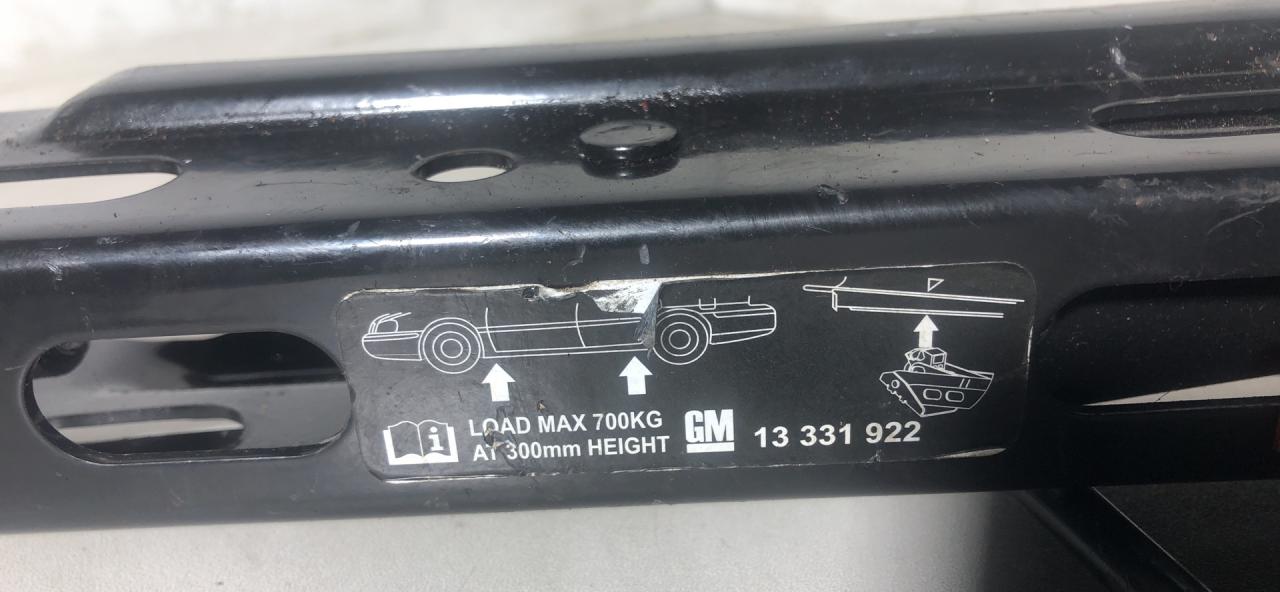 LOAD MAX 700KG
AT 300mm HEIGHT
GM 13 331 922